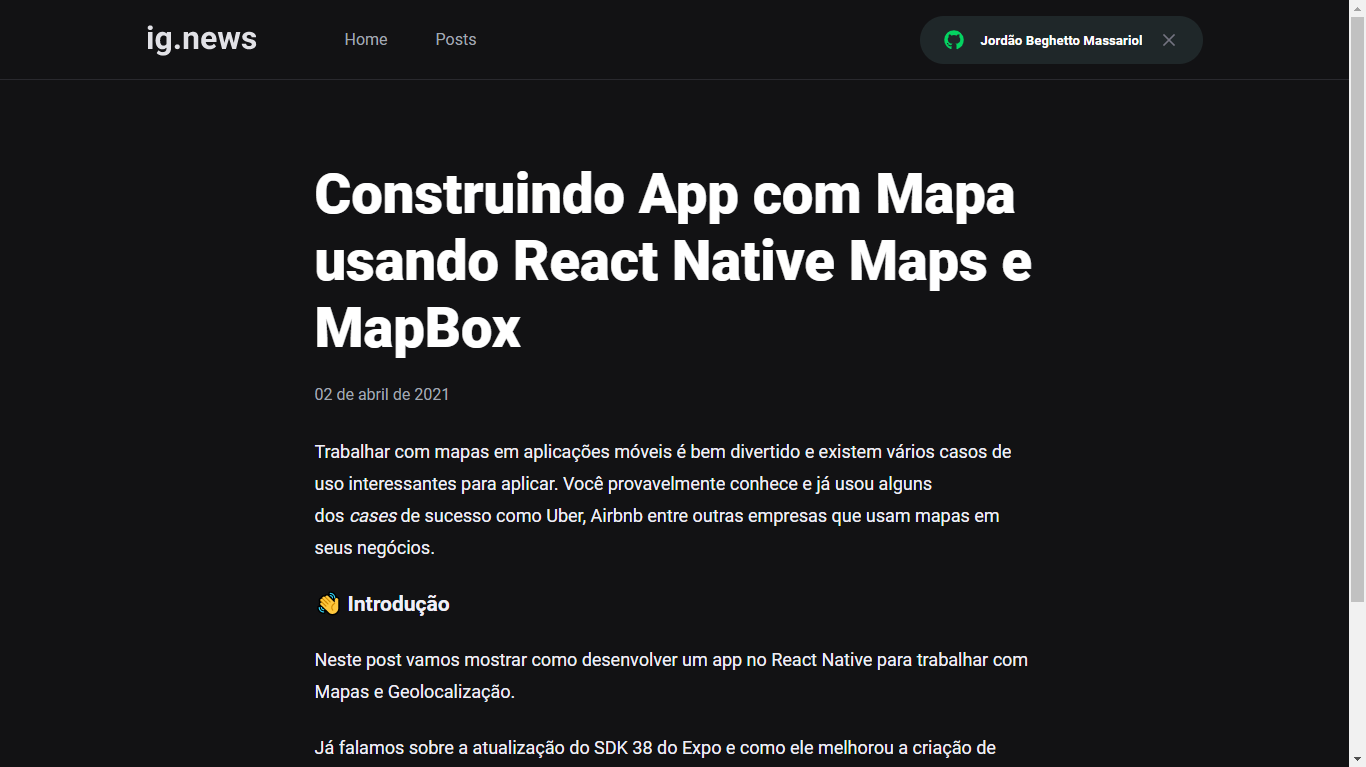 ig.news
Home
Posts
Jordão Beghetto Massariol
Construindo App com Mapa
usando React Native Maps e
MapBox
02 de abril de 2021
Trabalhar com mapas em aplicações móveis é bem divertido e existem vários casos de
uso interessantes para aplicar. Você provavelmente conhece e já usou alguns
dos cases de sucesso como Uber, Airbnb entre outras empresas que usam mapas em
seus negócios.
👋 Introdução
Neste post vamos mostrar como desenvolver um app no React Native para trabalhar com
Mapas e Geolocalização.
Já falamos sobre a atualização do SDK 38 do Expo e como ele melhorou a criação de